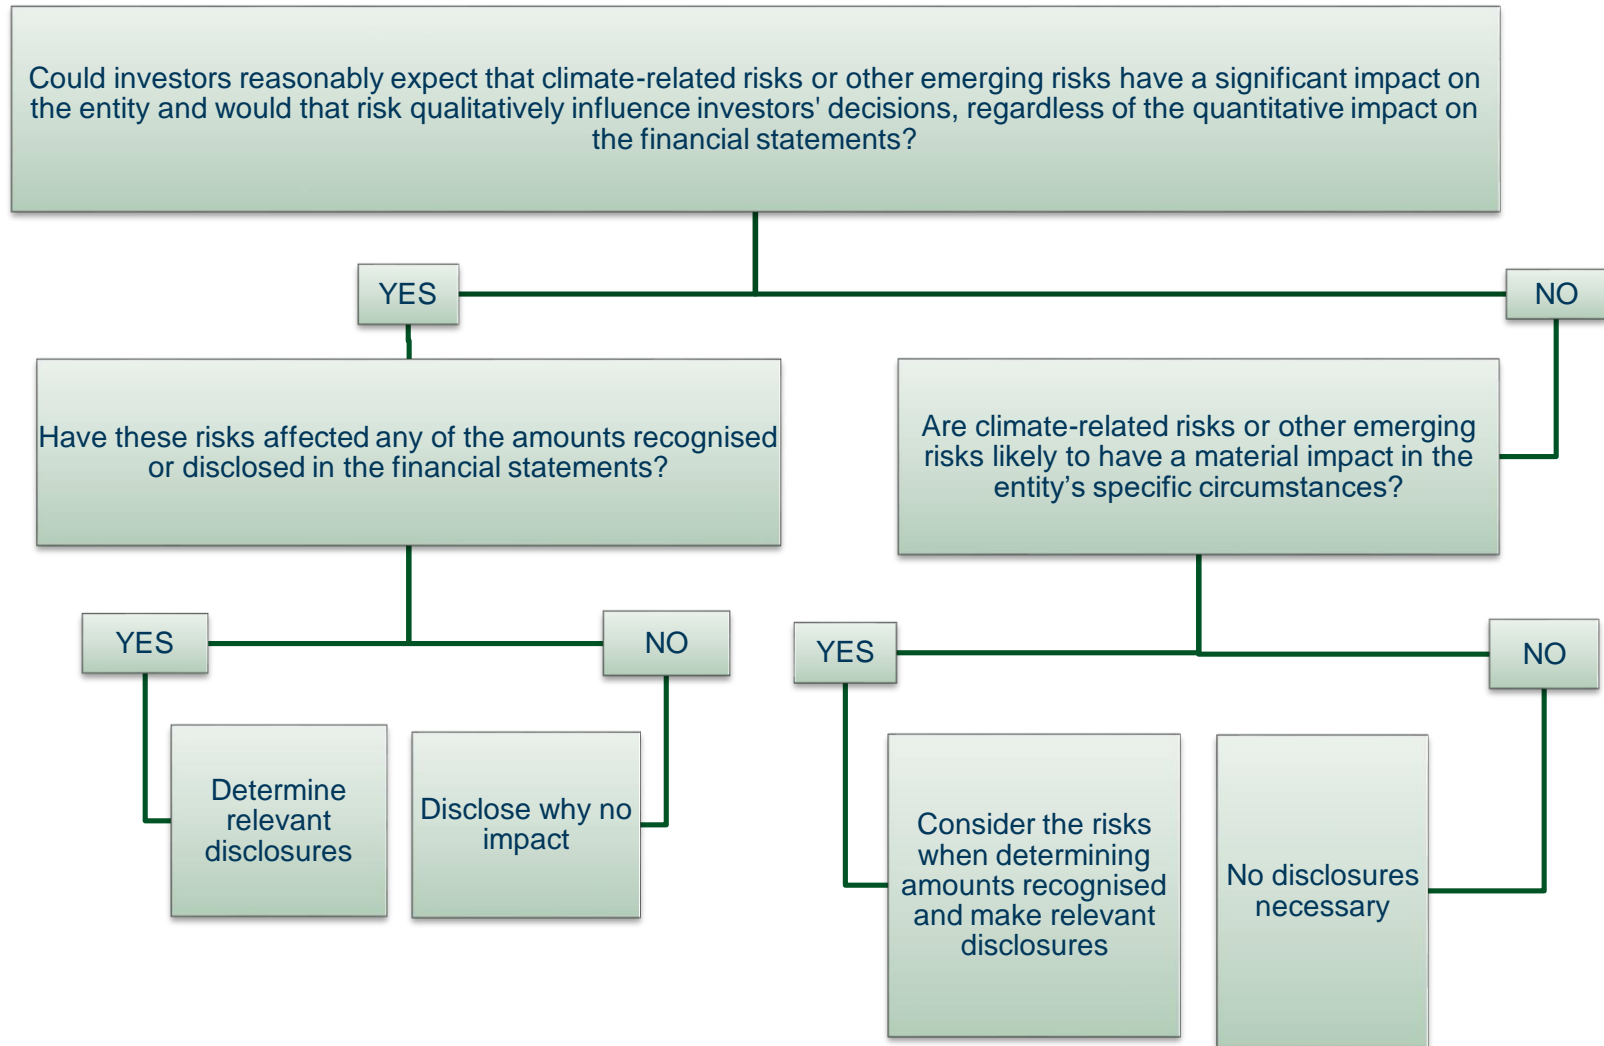 Could investors reasonably expect that climate-related risks or other emerging risks have a significant impact on
the entity and would that risk qualitatively influence investors' decisions, regardless of the quantitative impact on
the financial statements?
YES
NO
Have these risks affected any of the amounts recognised
or disclosed in the financial statements?
Are climate-related risks or other emerging
risks likely to have a material impact in the
entity’s specific circumstances?
YES
NO
YES
NO
Determine
relevant
disclosures
Disclose why no
impact
Consider the risks
when determining
amounts recognised
and make relevant
disclosures
No disclosures
necessary